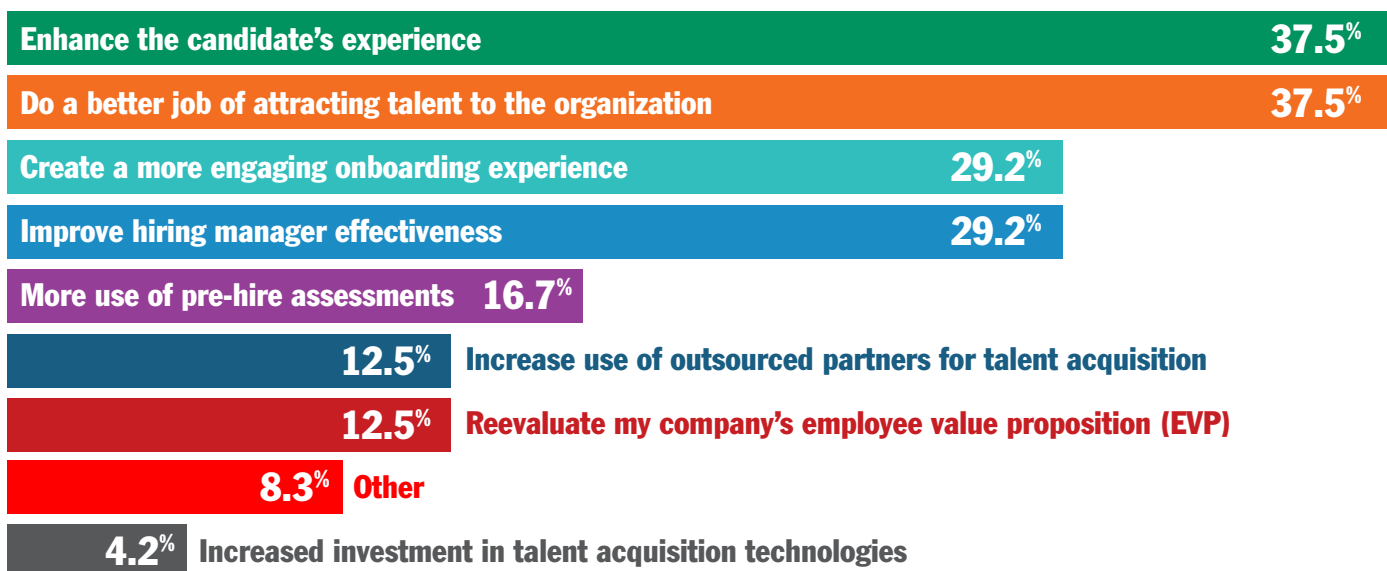 Enhance the candidate’s experience 37.5%
Do a better job of attracting talent to the organization 37.5%
Create a more engaging onboarding experience 29.2%
Improve hiring manager effectiveness 29.2%
More use of pre-hire assessments 16.7%
12.5% Increase use of outsourced partners for talent acquisition
12.5% Reevaluate my company’s employee value proposition (EVP)
8.3% Other
4.2% Increased investment in talent acquisition technologies